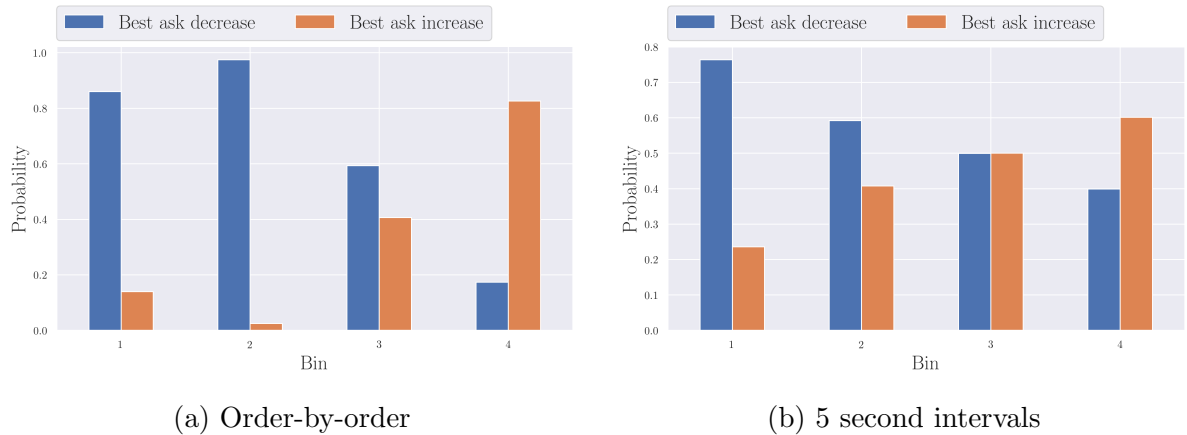 Best ask decrease Best ask increase
1.0
0.8
0.6
0.4
0.2
0.0
Probability
1 2 3 4
Bin
(a) Order-by-order
Best ask decrease Best ask increase
0.8
0.7
0.6
0.5
0.4
0.3
0.2
0.1
0.0
Probability
1 2 3 4
Bin
(b) 5 second intervals